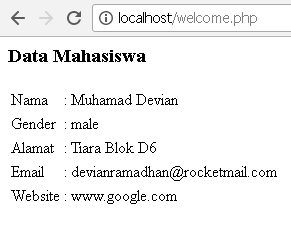 localhost/welcome.php
Data Mahasiswa
Nama : Muhamad Devian
Gender : male
Alamat : Tiara Blok D6
Email : devianramadhan@rocketmail.com
Website : www.google.com